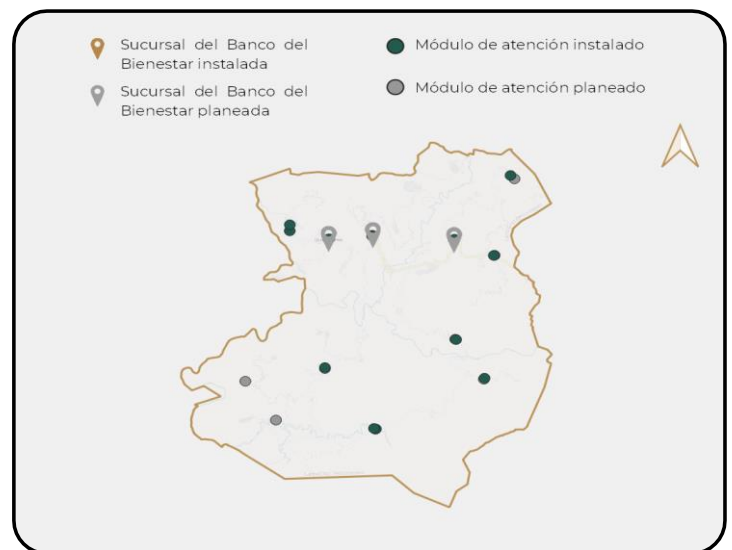 Sucursal del Banco del
Bienestar instalada
Sucursal del Banco del
Bienestar planeada
Módulo de atención instalado
Módulo de atención planeado